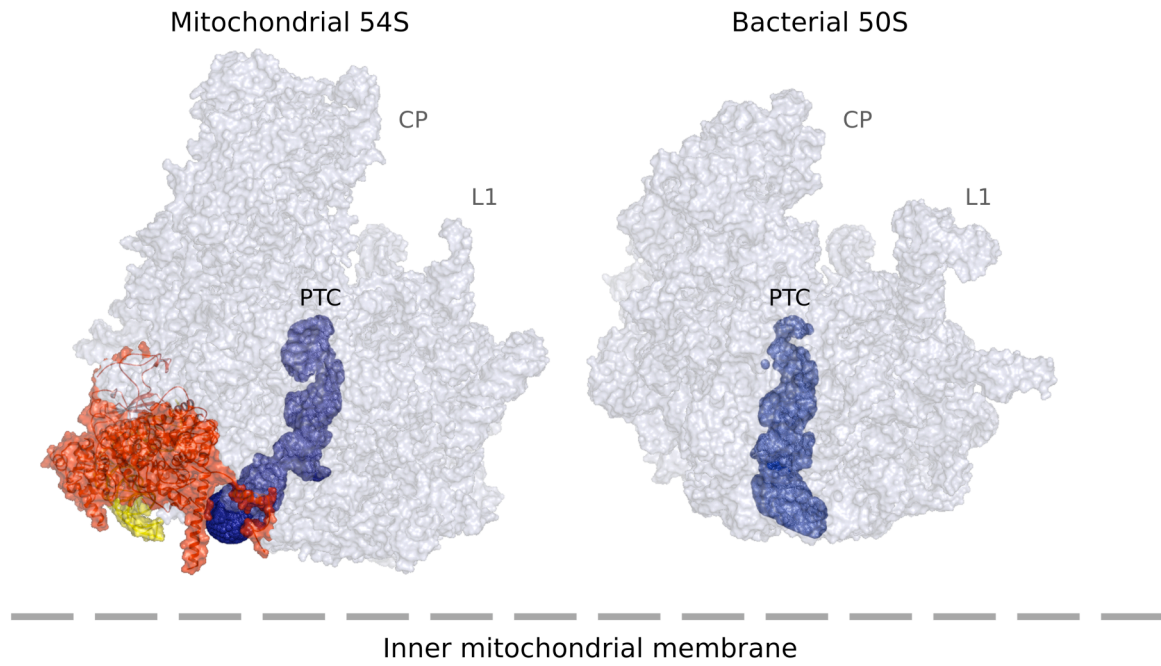 Mitochondrial 54S
Bacterial 50S
CP
CP
L1
L1
PTC
PTC
Inner mitochondrial membrane